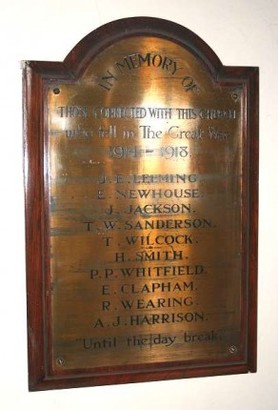 IN MEMORY OF
THOSE CONNECTED WITH THIS CHURCH
who fell in The Great War
1914-1918.
J. E. LEEMING.
E. NEWHOUSE.
J. JACKSON.
T. W. SANDERSON.
T. WILCOCK.
H. SMITH.
P. P. WHITFIELD.
E. CLAPHAM.
R. WEARING.
A. J. HARRISON.
Until the day break.